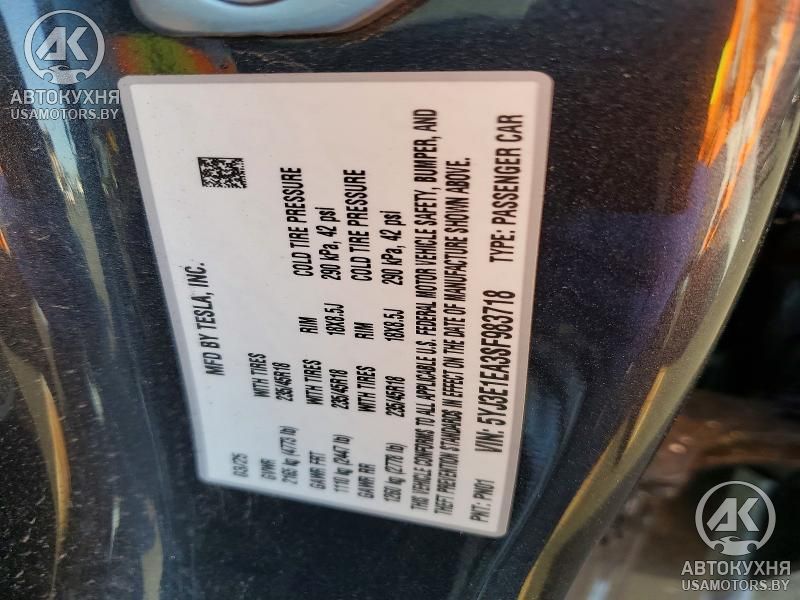 AK
АВТОКУХНЯ
USAMOTORS.BY
MFD BY TESLA, INC.
03/25
GVWR WITH TIRES RIM COLD TIRE PRESSURE
2165 kg (4773 lb) 235/45R18 18X8.5J 290 kPa, 42 psi
GAWR FRT WITH TIRES RIM COLD TIRE PRESSURE
1110 kg (2447 lb) 235/45R18 18X8.5J 290 kPa, 42 psi
GAWR RR WITH TIRES
1260 kg (2778 lb) 235/45R18
THIS VEHICLE CONFORMS TO ALL APPLICABLE U.S. FEDERAL MOTOR VEHICLE SAFETY, BUMPER, AND
THEFT PREVENTION STANDARDS IN EFFECT ON THE DATE OF MANUFACTURE SHOWN ABOVE.
PNT: PN01 VIN: 5YJ3E1EA3SF983718 TYPE: PASSENGER CAR
AK
АВТОКУХНЯ
USAMOTORS.BY